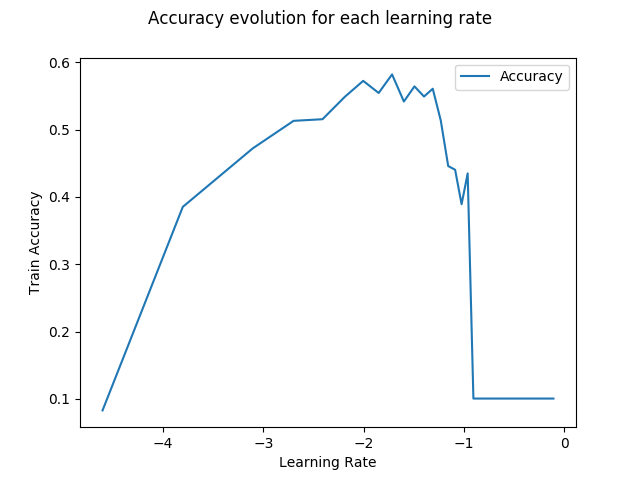 Accuracy evolution for each learning rate
Accuracy
0.6
0.5
0.4
0.3
0.2
0.1
Train Accuracy
−4
−3
−2
−1
0
Learning Rate